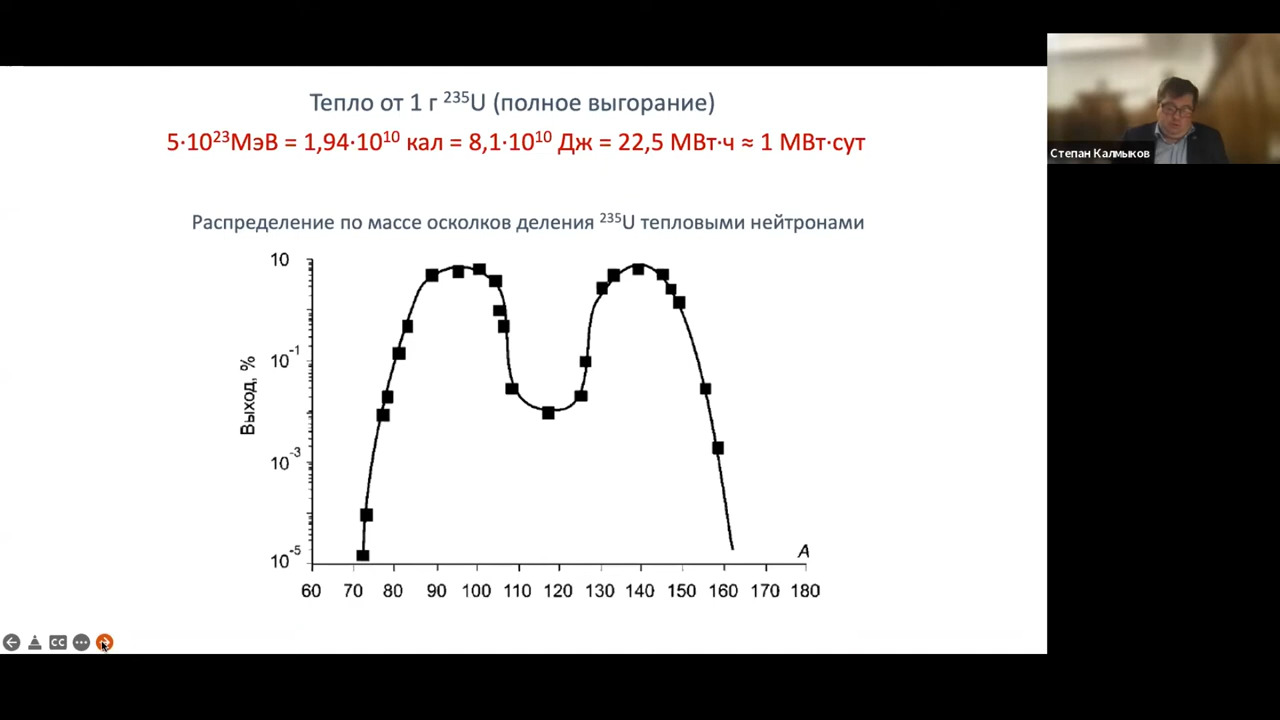 Тепло от 1 г ²³⁵U (полное выгорание)
5·10²³МэВ = 1,94·10¹⁰ кал = 8,1·10¹⁰ Дж = 22,5 МВт·ч ≈ 1 МВт·сут
Степан Калмыков
Распределение по массе осколков деления ²³⁵U тепловыми нейтронами
10
10⁻¹
Выход, %
10⁻³
10⁻⁵
A
60 70 80 90 100 110 120 130 140 150 160 170 180
CC